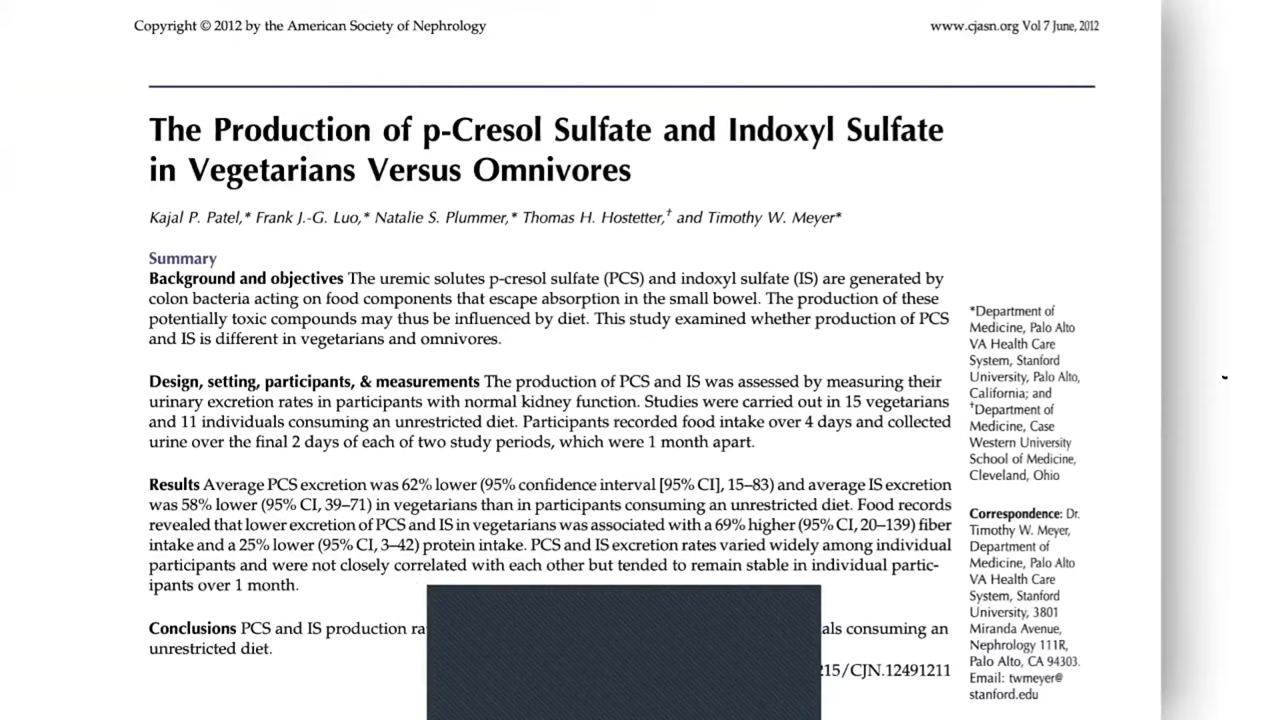 Copyright © 2012 by the American Society of Nephrology
www.cjasn.org Vol 7 June, 2012
The Production of p-Cresol Sulfate and Indoxyl Sulfate
in Vegetarians Versus Omnivores
Kajal P. Patel,* Frank J.-G. Luo,* Natalie S. Plummer,* Thomas H. Hostetter,† and Timothy W. Meyer*
Summary
Background and objectives The uremic solutes p-cresol sulfate (PCS) and indoxyl sulfate (IS) are generated by
colon bacteria acting on food components that escape absorption in the small bowel. The production of these
potentially toxic compounds may thus be influenced by diet. This study examined whether production of PCS
and IS is different in vegetarians and omnivores.
Design, setting, participants, & measurements The production of PCS and IS was assessed by measuring their
urinary excretion rates in participants with normal kidney function. Studies were carried out in 15 vegetarians
and 11 individuals consuming an unrestricted diet. Participants recorded food intake over 4 days and collected
urine over the final 2 days of each of two study periods, which were 1 month apart.
Results Average PCS excretion was 62% lower (95% confidence interval [95% CI], 15–83) and average IS excretion
was 58% lower (95% CI, 39–71) in vegetarians than in participants consuming an unrestricted diet. Food records
revealed that lower excretion of PCS and IS in vegetarians was associated with a 69% higher (95% CI, 20–139) fiber
intake and a 25% lower (95% CI, 3–42) protein intake. PCS and IS excretion rates varied widely among individual
participants and were not closely correlated with each other but tended to remain stable in individual partic-
ipants over 1 month.
Conclusions PCS and IS production ra als consuming an
unrestricted diet.
215/CJN.12491211
*Department of
Medicine, Palo Alto
VA Health Care
System, Stanford
University, Palo Alto,
California; and
†Department of
Medicine, Case
Western University
School of Medicine,
Cleveland, Ohio
Correspondence: Dr.
Timothy W. Meyer,
Department of
Medicine, Palo Alto
VA Health Care
System, Stanford
University, 3801
Miranda Avenue,
Nephrology 111R,
Palo Alto, CA 94303.
Email: twmeyer@
stanford.edu